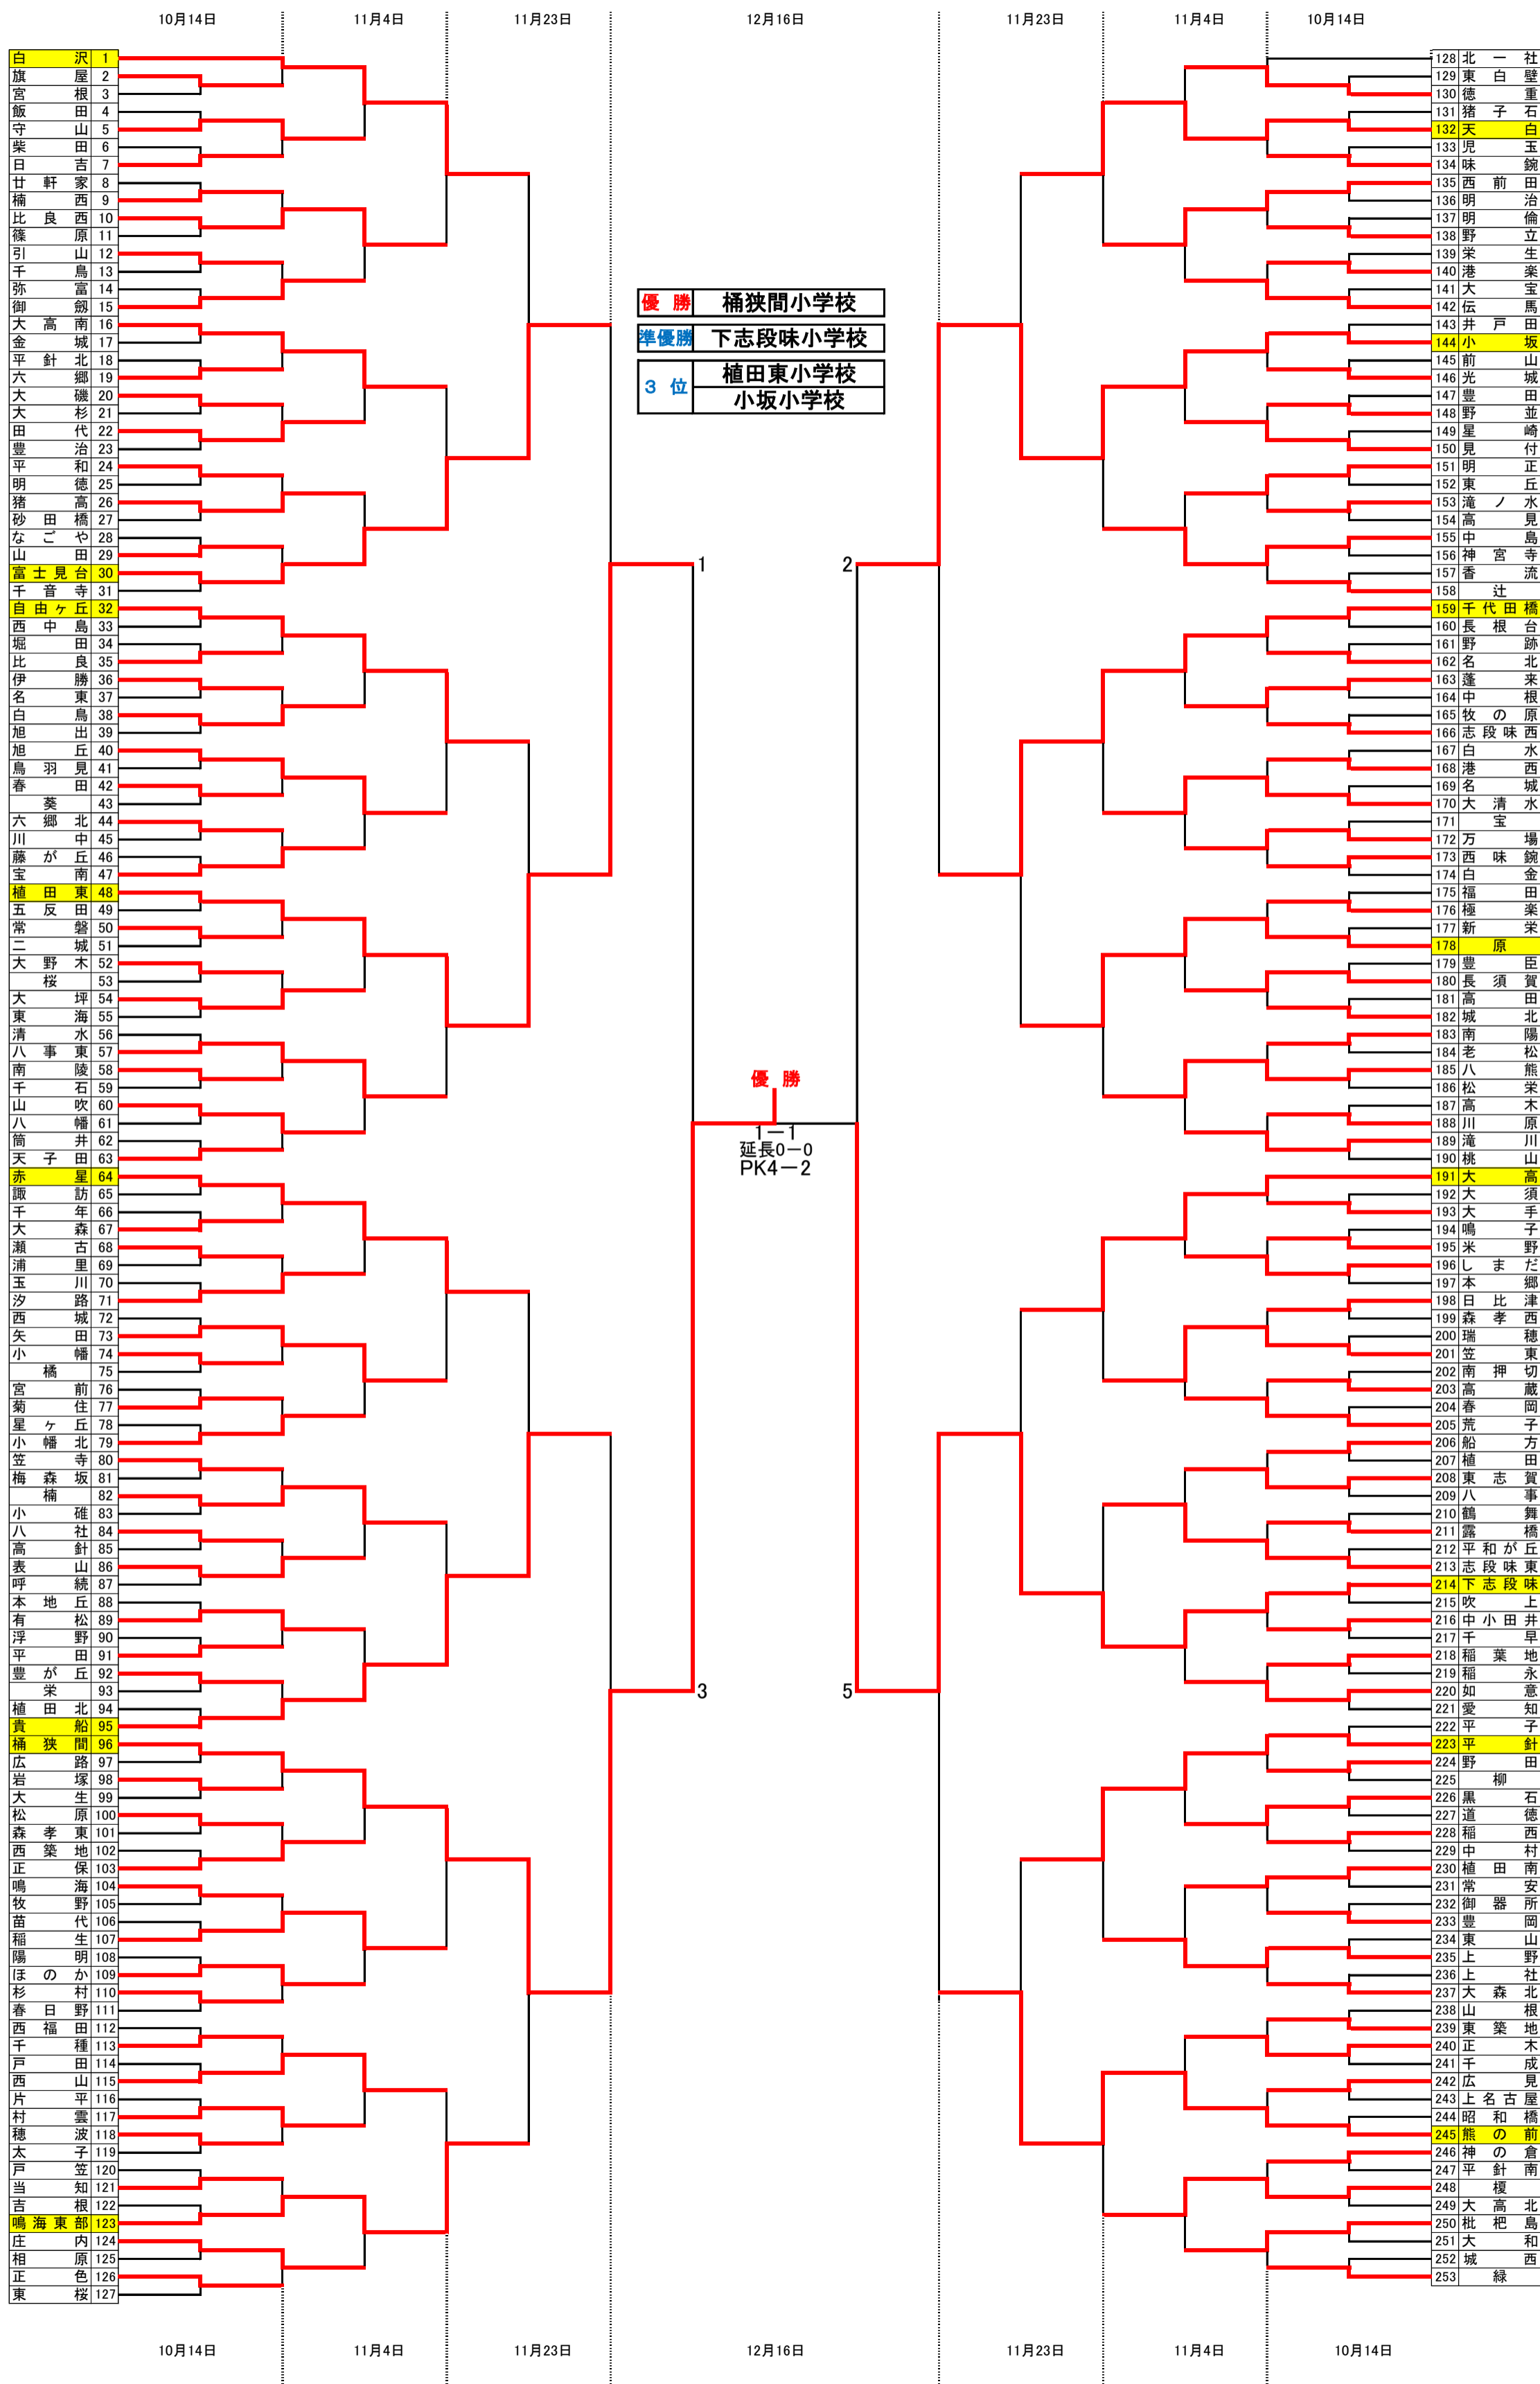 10月14日 11月4日 11月23日 12月16日 11月23日 11月4日 10月14日
白沢 1
旗屋 2
宮根 3
飯田 4
守山 5
柴田 6
日吉 7
廿軒家 8
楠西 9
比良西 10
篠原 11
引山 12
千鳥 13
弥富 14
御劔 15
大高南 16
金城 17
平針北 18
六郷 19
大磯 20
大杉 21
田代 22
豊治 23
平和 24
明徳 25
猪高 26
砂田橋 27
なごや 28
山田 29
富士見台 30
千音寺 31
自由ヶ丘 32
西中島 33
堀田 34
比良 35
伊勝 36
名東 37
白鳥 38
旭出 39
旭丘 40
鳥羽見 41
春田 42
葵 43
六郷北 44
川中 45
藤が丘 46
宝南 47
植田東 48
五反田 49
常磐 50
二城 51
大野木 52
桜 53
大坪 54
東海 55
清水 56
八事東 57
南陵 58
千石 59
山吹 60
八幡 61
筒井 62
天子田 63
赤星 64
諏訪 65
千年 66
大森 67
瀬古 68
浦里 69
玉川 70
汐路 71
西城 72
矢田 73
小幡 74
橘 75
宮前 76
菊住 77
星ヶ丘 78
小幡北 79
笠寺 80
梅森坂 81
楠 82
小碓 83
八社 84
高針 85
表山 86
呼続 87
本地丘 88
有松 89
浮野 90
平田 91
豊が丘 92
栄 93
植田北 94
貴船 95
桶狭間 96
広路 97
岩塚 98
大生 99
松原 100
森孝東 101
西築地 102
正保 103
鳴海 104
牧野 105
苗代 106
稲生 107
陽明 108
ほのか 109
杉村 110
春日野 111
西福田 112
千種 113
戸田 114
西山 115
片平 116
村雲 117
穂波 118
太子 119
戸笠 120
当知 121
吉根 122
鳴海東部 123
庄内 124
相原 125
正色 126
東桜 127
優勝 桶狭間小学校
準優勝 下志段味小学校
3位 植田東小学校
小坂小学校
1
2
優勝
1－1
延長0－0
PK4－2
3
5
128 北一社
129 東白壁
130 徳重
131 猪子石
132 天白
133 児玉
134 味鋺
135 西前田
136 明治
137 明倫
138 野立
139 栄生
140 港楽
141 大宝
142 伝馬
143 井戸田
144 小坂
145 前山
146 光城
147 豊田
148 野並
149 星崎
150 見付
151 明正
152 東丘
153 滝ノ水
154 高見
155 中島
156 神宮寺
157 香流
158 辻
159 千代田橋
160 長根台
161 野跡
162 名北
163 蓬来
164 中根
165 牧の原
166 志段味西
167 白水
168 港西
169 名城
170 大清水
171 宝
172 万場
173 西味鋺
174 白金
175 福田
176 極楽
177 新栄
178 原
179 豊臣
180 長須賀
181 高田
182 城北
183 南陽
184 老松
185 八熊
186 松栄
187 高木
188 川原
189 滝川
190 桃山
191 大高
192 大須
193 大手
194 鳴子
195 米野
196 しまだ
197 本郷
198 日比津
199 森孝西
200 瑞穂
201 笠東
202 南押切
203 高蔵
204 春岡
205 荒子
206 船方
207 植田
208 東志賀
209 八事
210 鶴舞
211 露橋
212 平和が丘
213 志段味東
214 下志段味
215 吹上
216 中小田井
217 千早
218 稲葉地
219 稲永
220 如意
221 愛知
222 平子
223 平針
224 野田
225 柳
226 黒石
227 道徳
228 稲西
229 中村
230 植田南
231 常安
232 御器所
233 豊岡
234 東山
235 上野
236 上社
237 大森北
238 山根
239 東築地
240 正木
241 千成
242 広見
243 上名古屋
244 昭和橋
245 熊の前
246 神の倉
247 平針南
248 榎
249 大高北
250 枇杷島
251 大和
252 城西
253 緑
10月14日 11月4日 11月23日 12月16日 11月23日 11月4日 10月14日